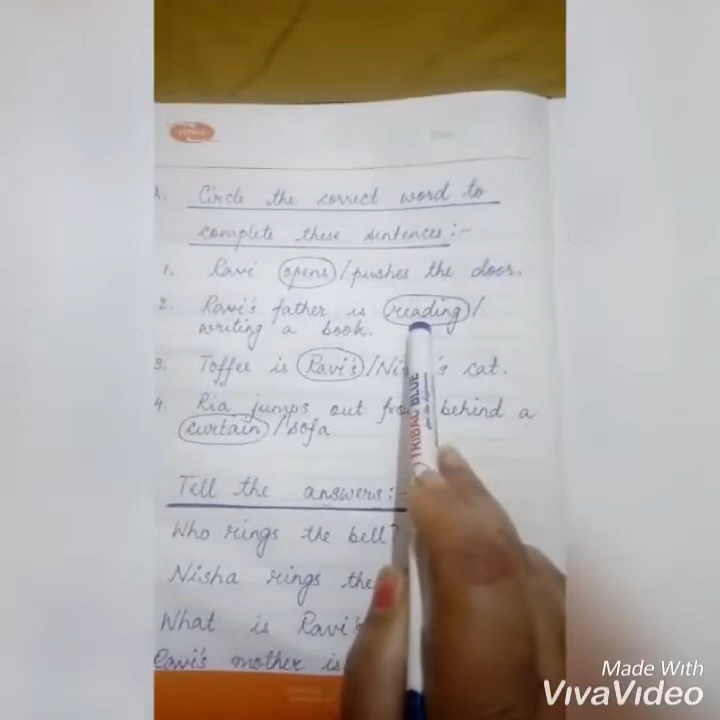 A. Circle the correct word to
complete these sentences:-
1. Ravi opens/pushes the door.
2. Ravi's father is reading/
writing a book.
3. Toffee is Ravi's/Ni 's cat.
4. Ria jumps out from behind a
curtain/sofa
Tell the answers:-
Who rings the bell?
Nisha rings the
What is Ravi's
Ravi's mother is
TRIBAL BLUE
Made With
VivaVideo